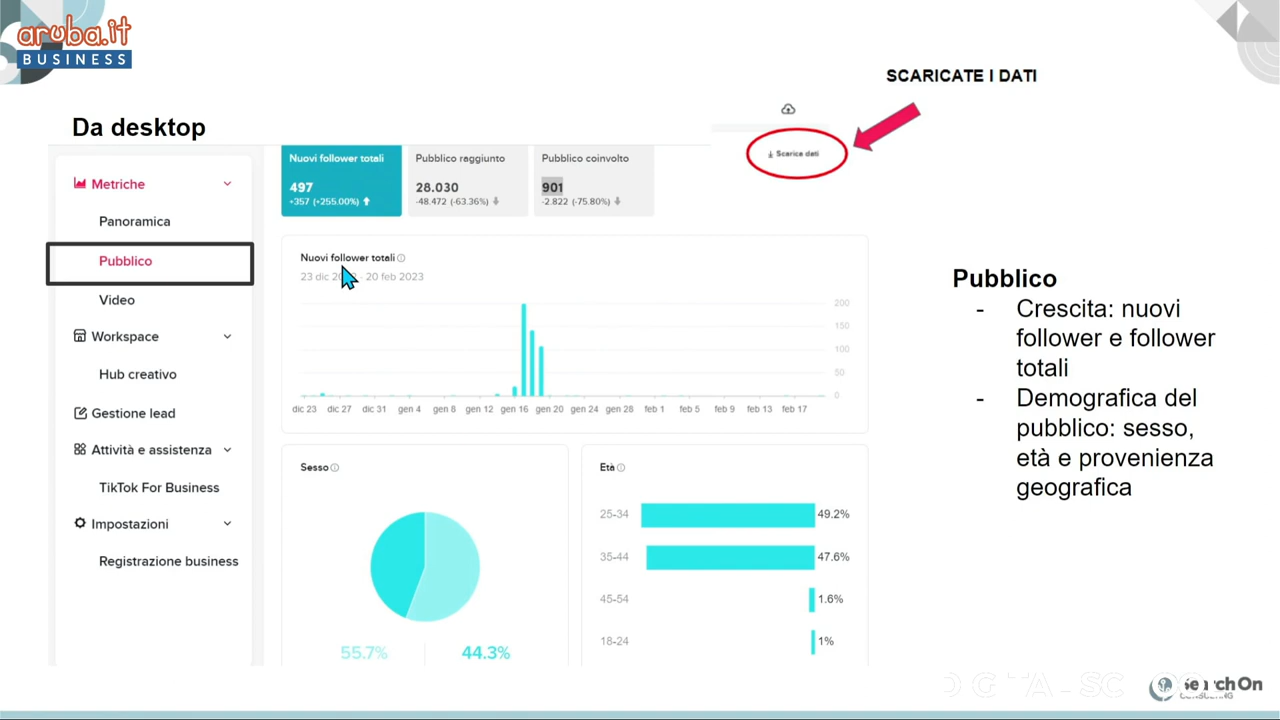 aruba.it
BUSINESS
SCARICATE I DATI
Da desktop
Scarica dati
Metriche
Panoramica
Pubblico
Video
Workspace
Hub creativo
Gestione lead
Attività e assistenza
TikTok For Business
Impostazioni
Registrazione business
Nuovi follower totali
497
+357 (+255.00%)
Pubblico raggiunto
28.030
-48.472 (-63.36%)
Pubblico coinvolto
901
-2.822 (-75.80%)
Nuovi follower totali
23 dic - 20 feb 2023
200
150
100
50
0
dic 23 dic 27 dic 31 gen 4 gen 8 gen 12 gen 16 gen 20 gen 24 gen 28 feb 1 feb 5 feb 9 feb 13 feb 17
Sesso
55.7% 44.3%
Età
25-34 49.2%
35-44 47.6%
45-54 1.6%
18-24 1%
Pubblico
- Crescita: nuovi
follower e follower
totali
- Demografica del
pubblico: sesso,
età e provenienza
geografica
SearchOn
CONSULTING